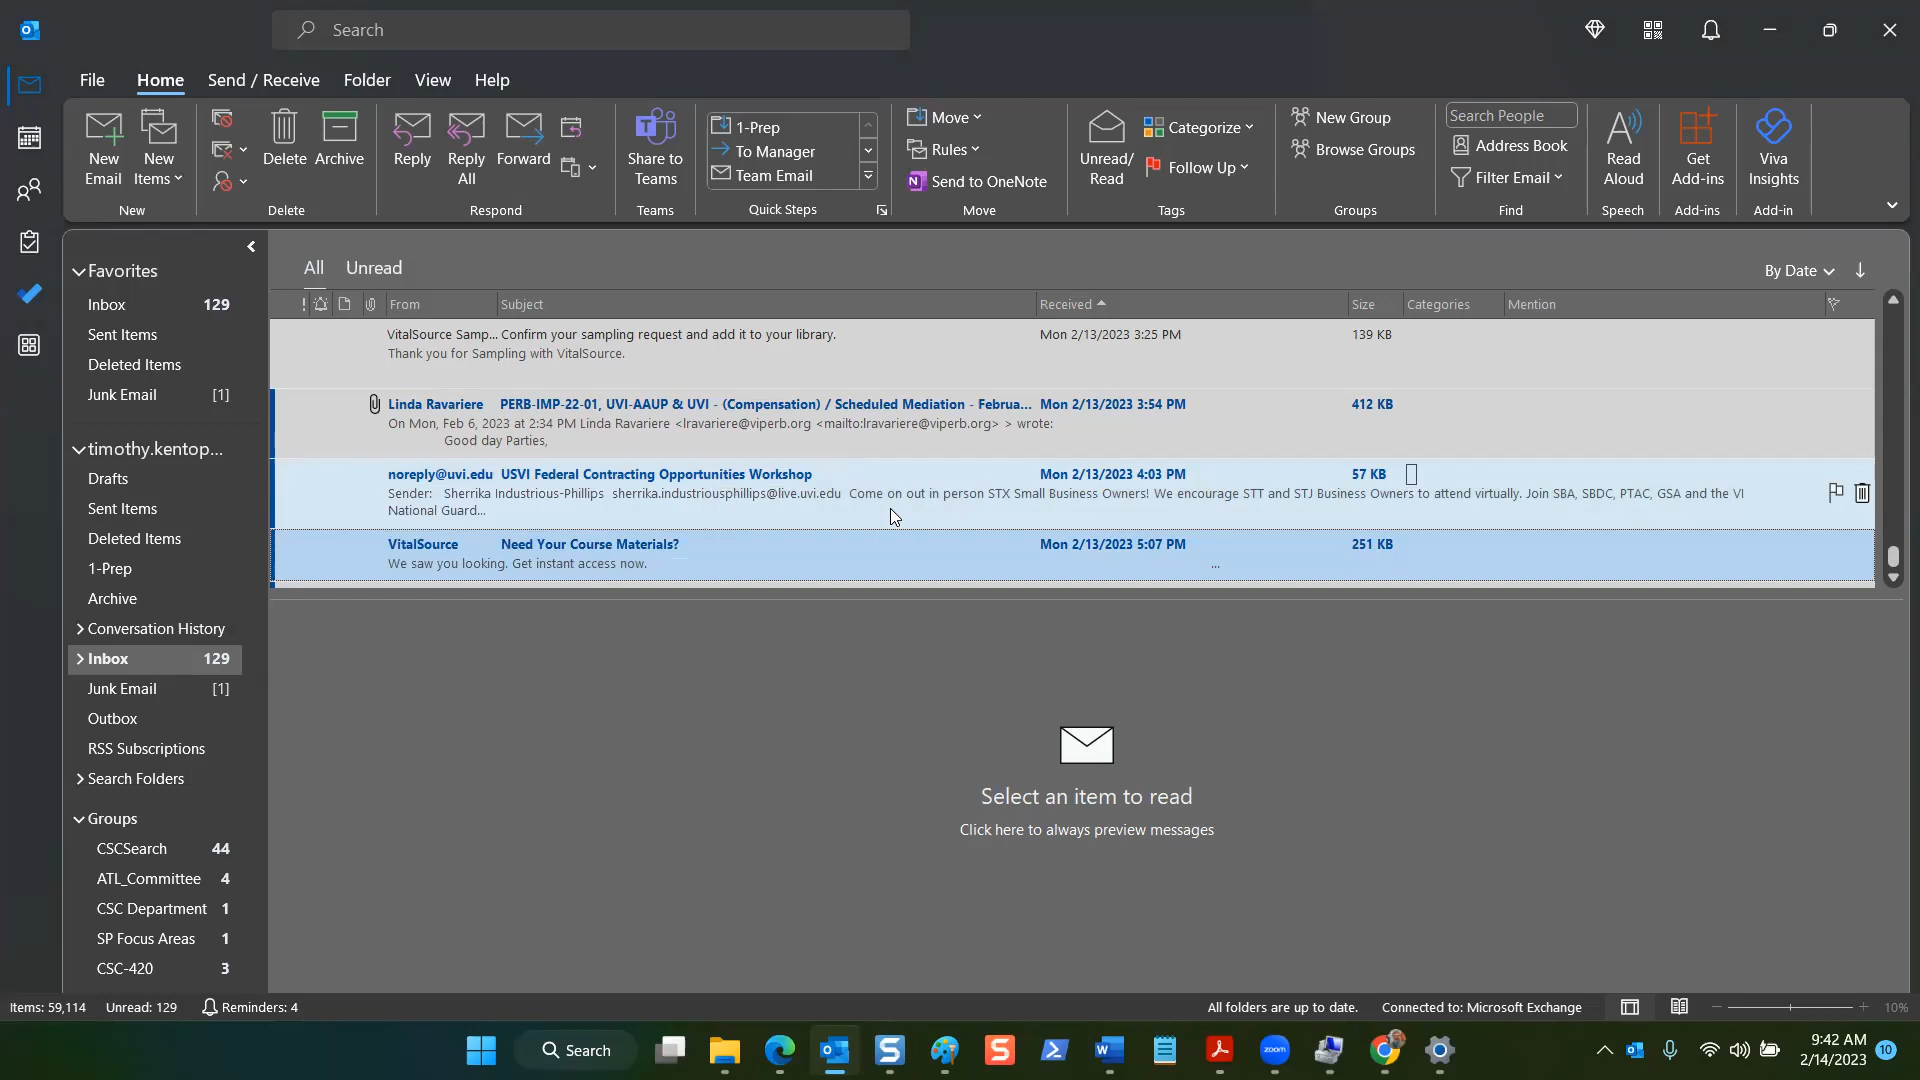 Search
File Home Send / Receive Folder View Help
New Email
New Items
New
Delete
Archive
Delete
Reply
Reply All
Forward
Respond
Share to Teams
Teams
1-Prep
To Manager
Team Email
Quick Steps
Move
Rules
Send to OneNote
Move
Unread/ Read
Categorize
Follow Up
Tags
New Group
Browse Groups
Groups
Search People
Address Book
Filter Email
Find
Read Aloud
Speech
Get Add-ins
Add-ins
Viva Insights
Add-in
Favorites
Inbox 129
Sent Items
Deleted Items
Junk Email [1]
timothy.kentop...
Drafts
Sent Items
Deleted Items
1-Prep
Archive
Conversation History
Inbox 129
Junk Email [1]
Outbox
RSS Subscriptions
Search Folders
Groups
CSCSearch 44
ATL_Committee 4
CSC Department 1
SP Focus Areas 1
CSC-420 3
All Unread
By Date
From Subject Received Size Categories Mention
VitalSource Samp... Confirm your sampling request and add it to your library. Mon 2/13/2023 3:25 PM 139 KB
Thank you for Sampling with VitalSource.
Linda Ravariere PERB-IMP-22-01, UVI-AAUP & UVI - (Compensation) / Scheduled Mediation - Februa... Mon 2/13/2023 3:54 PM 412 KB
On Mon, Feb 6, 2023 at 2:34 PM Linda Ravariere <lravariere@viperb.org <mailto:lravariere@viperb.org> > wrote:
Good day Parties,
noreply@uvi.edu USVI Federal Contracting Opportunities Workshop Mon 2/13/2023 4:03 PM 57 KB
Sender: Sherrika Industrious-Phillips sherrika.industriousphillips@live.uvi.edu Come on out in person STX Small Business Owners! We encourage STT and STJ Business Owners to attend virtually. Join SBA, SBDC, PTAC, GSA and the VI
National Guard...
VitalSource Need Your Course Materials? Mon 2/13/2023 5:07 PM 251 KB
We saw you looking. Get instant access now. ...
Select an item to read
Click here to always preview messages
Items: 59,114 Unread: 129 Reminders: 4 All folders are up to date. Connected to: Microsoft Exchange 10%
Search
zoom
9:42 AM
2/14/2023
10